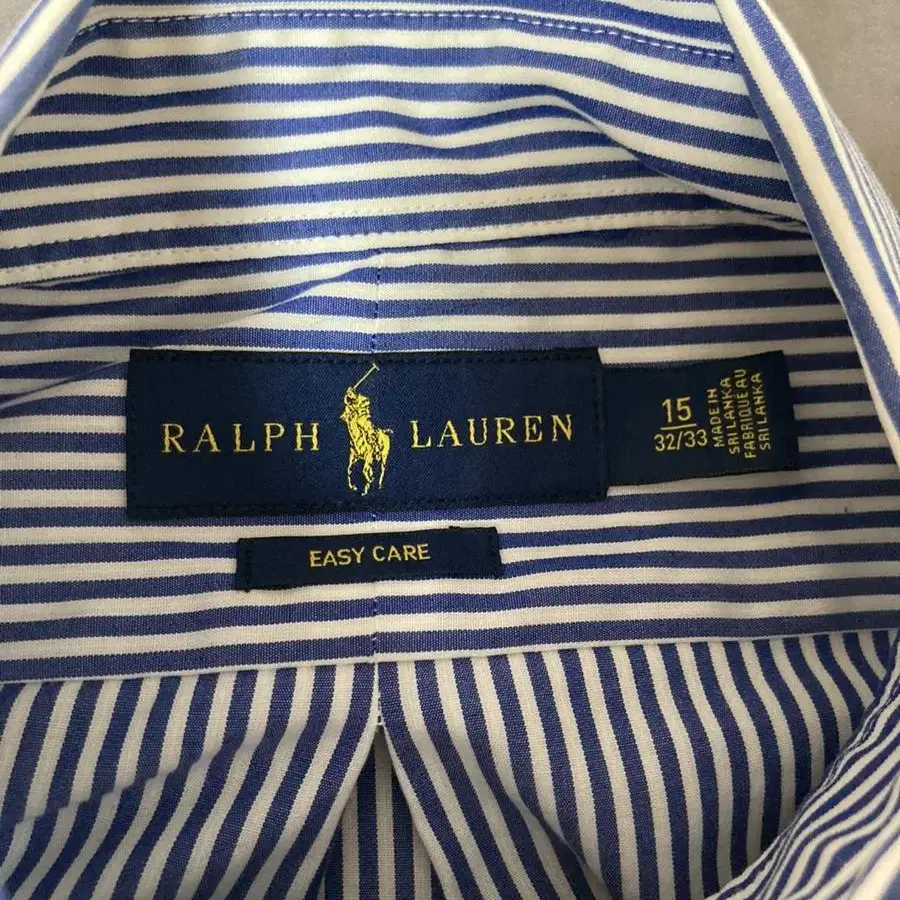 RALPH LAUREN
15
32/33
MADE IN
SRI LANKA
FABRIQUE AU
SRI LANKA
EASY CARE